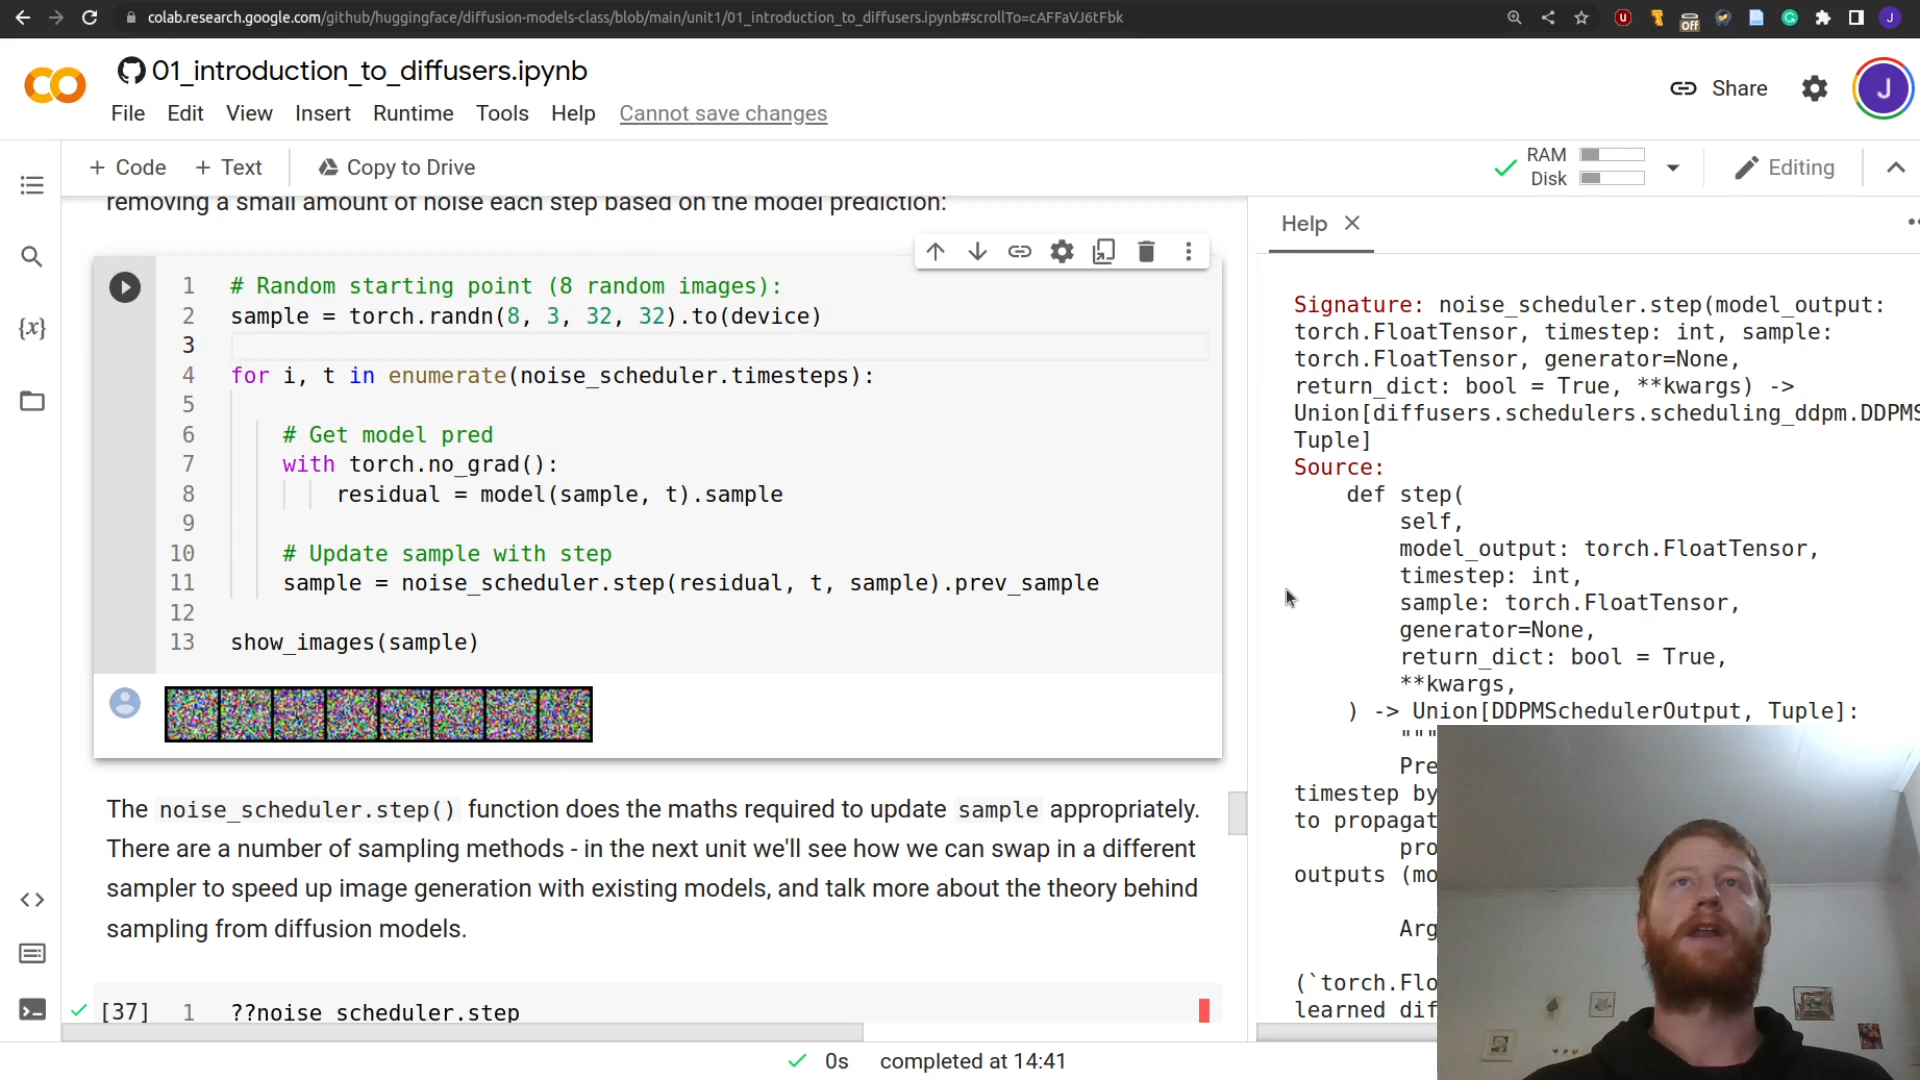 colab.research.google.com/github/huggingface/diffusion-models-class/blob/main/unit1/01_introduction_to_diffusers.ipynb#scrollTo=cAFFaVJ6tFbk
Off
J
01_introduction_to_diffusers.ipynb
File Edit View Insert Runtime Tools Help Cannot save changes
Share
J
+ Code + Text Copy to Drive
RAM
Disk
Editing
removing a small amount of noise each step based on the model prediction:
1 # Random starting point (8 random images):
2 sample = torch.randn(8, 3, 32, 32).to(device)
3
4 for i, t in enumerate(noise_scheduler.timesteps):
5
6 # Get model pred
7 with torch.no_grad():
8 residual = model(sample, t).sample
9
10 # Update sample with step
11 sample = noise_scheduler.step(residual, t, sample).prev_sample
12
13 show_images(sample)
The noise_scheduler.step() function does the maths required to update sample appropriately.
There are a number of sampling methods - in the next unit we'll see how we can swap in a different
sampler to speed up image generation with existing models, and talk more about the theory behind
sampling from diffusion models.
[37] 1 ??noise_scheduler.step
0s completed at 14:41
Help
Signature: noise_scheduler.step(model_output:
torch.FloatTensor, timestep: int, sample:
torch.FloatTensor, generator=None,
return_dict: bool = True, **kwargs) ->
Union[diffusers.schedulers.scheduling_ddpm.DDPMS
Tuple]
Source:
def step(
self,
model_output: torch.FloatTensor,
timestep: int,
sample: torch.FloatTensor,
generator=None,
return_dict: bool = True,
**kwargs,
) -> Union[DDPMSchedulerOutput, Tuple]:
"""
Pre
timestep by
to propagat
pro
outputs (mo
Arg
(`torch.Flo
learned dif